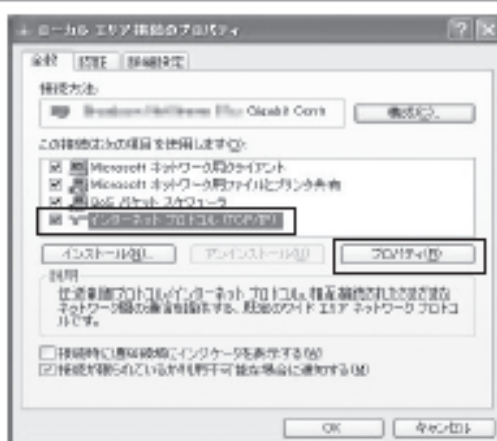 ローカル エリア接続のプロパティ
全般 認証 詳細設定
接続方法:
Gigabit Contr
構成(C)...
この接続は次の項目を使用します(O):
Microsoft ネットワーク用クライアント
Microsoft ネットワーク用ファイルとプリンタ共有
QoS パケット スケジューラ
インターネット プロトコル (TCP/IP)
インストール(N)... アンインストール(U) プロパティ(R)
説明
伝送制御プロトコル/インターネット プロトコル。相互接続されたさまざまな
ネットワーク間の通信を提供する、既定のワイド エリア ネットワーク プロトコ
ルです。
接続時に通知領域にインジケータを表示する(W)
接続が限られているか利用不可能な場合に通知する(M)
OK キャンセル